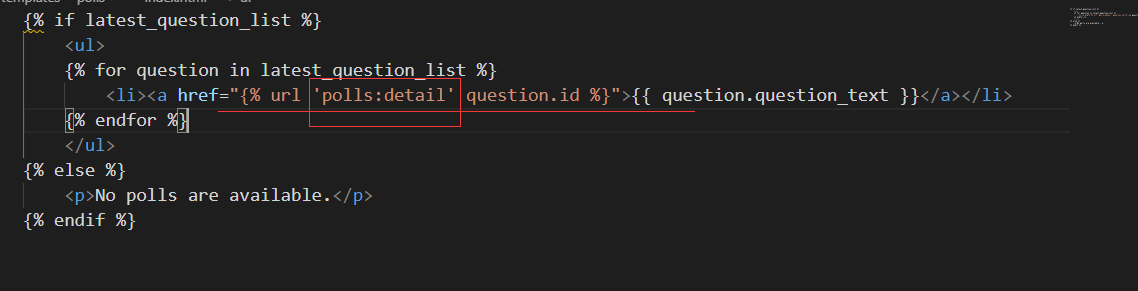 templates polls index.html ul
{% if latest_question_list %}
<ul>
{% for question in latest_question_list %}
<li><a href="{% url 'polls:detail' question.id %}">{{ question.question_text }}</a></li>
{% endfor %}
</ul>
{% else %}
<p>No polls are available.</p>
{% endif %}